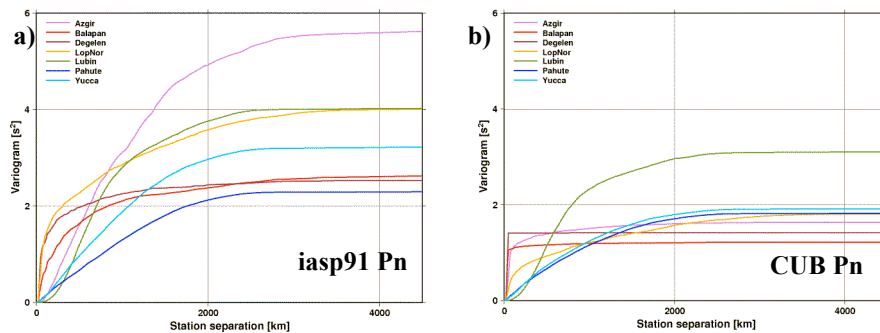 a)
6
4
2
0
Variogram [s²]
Azgir
Balapan
Degelen
LopNor
Lubin
Pahute
Yucca
iasp91 Pn
0 2000 4000
Station separation [km]
b)
6
4
2
0
Variogram [s²]
Azgir
Balapan
Degelen
LopNor
Lubin
Pahute
Yucca
CUB Pn
0 2000 4000
Station separation [km]